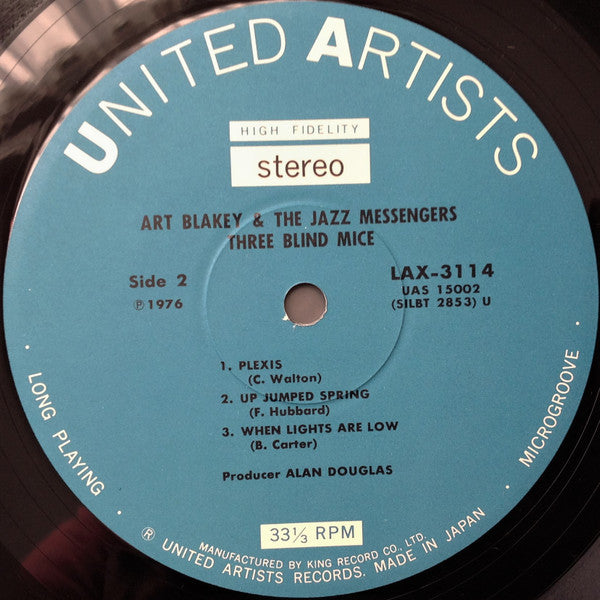 UNITED ARTISTS
HIGH FIDELITY
stereo
ART BLAKEY & THE JAZZ MESSENGERS
THREE BLIND MICE
Side 2
℗1976
LAX-3114
UAS 15002
(SILBT 2853) U
1. PLEXIS
(C. Walton)
2. UP JUMPED SPRING
(F. Hubbard)
3. WHEN LIGHTS ARE LOW
(B. Carter)
Producer ALAN DOUGLAS
· LONG PLAYING ·
· MICROGROOVE ·
33⅓ RPM
MANUFACTURED BY KING RECORD CO., LTD.
® UNITED ARTISTS RECORDS. MADE IN JAPAN